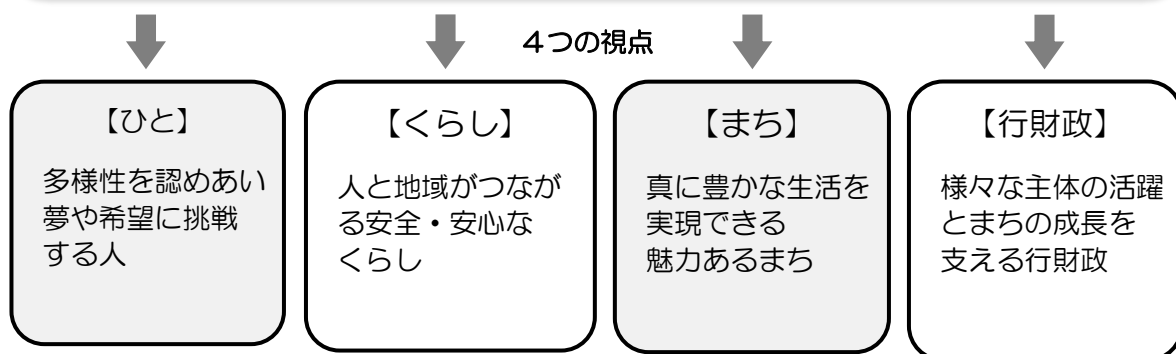 ４つの視点
【ひと】
多様性を認めあい
夢や希望に挑戦
する人
【くらし】
人と地域がつなが
る安全・安心な
くらし
【まち】
真に豊かな生活を
実現できる
魅力あるまち
【行財政】
様々な主体の活躍
とまちの成長を
支える行財政